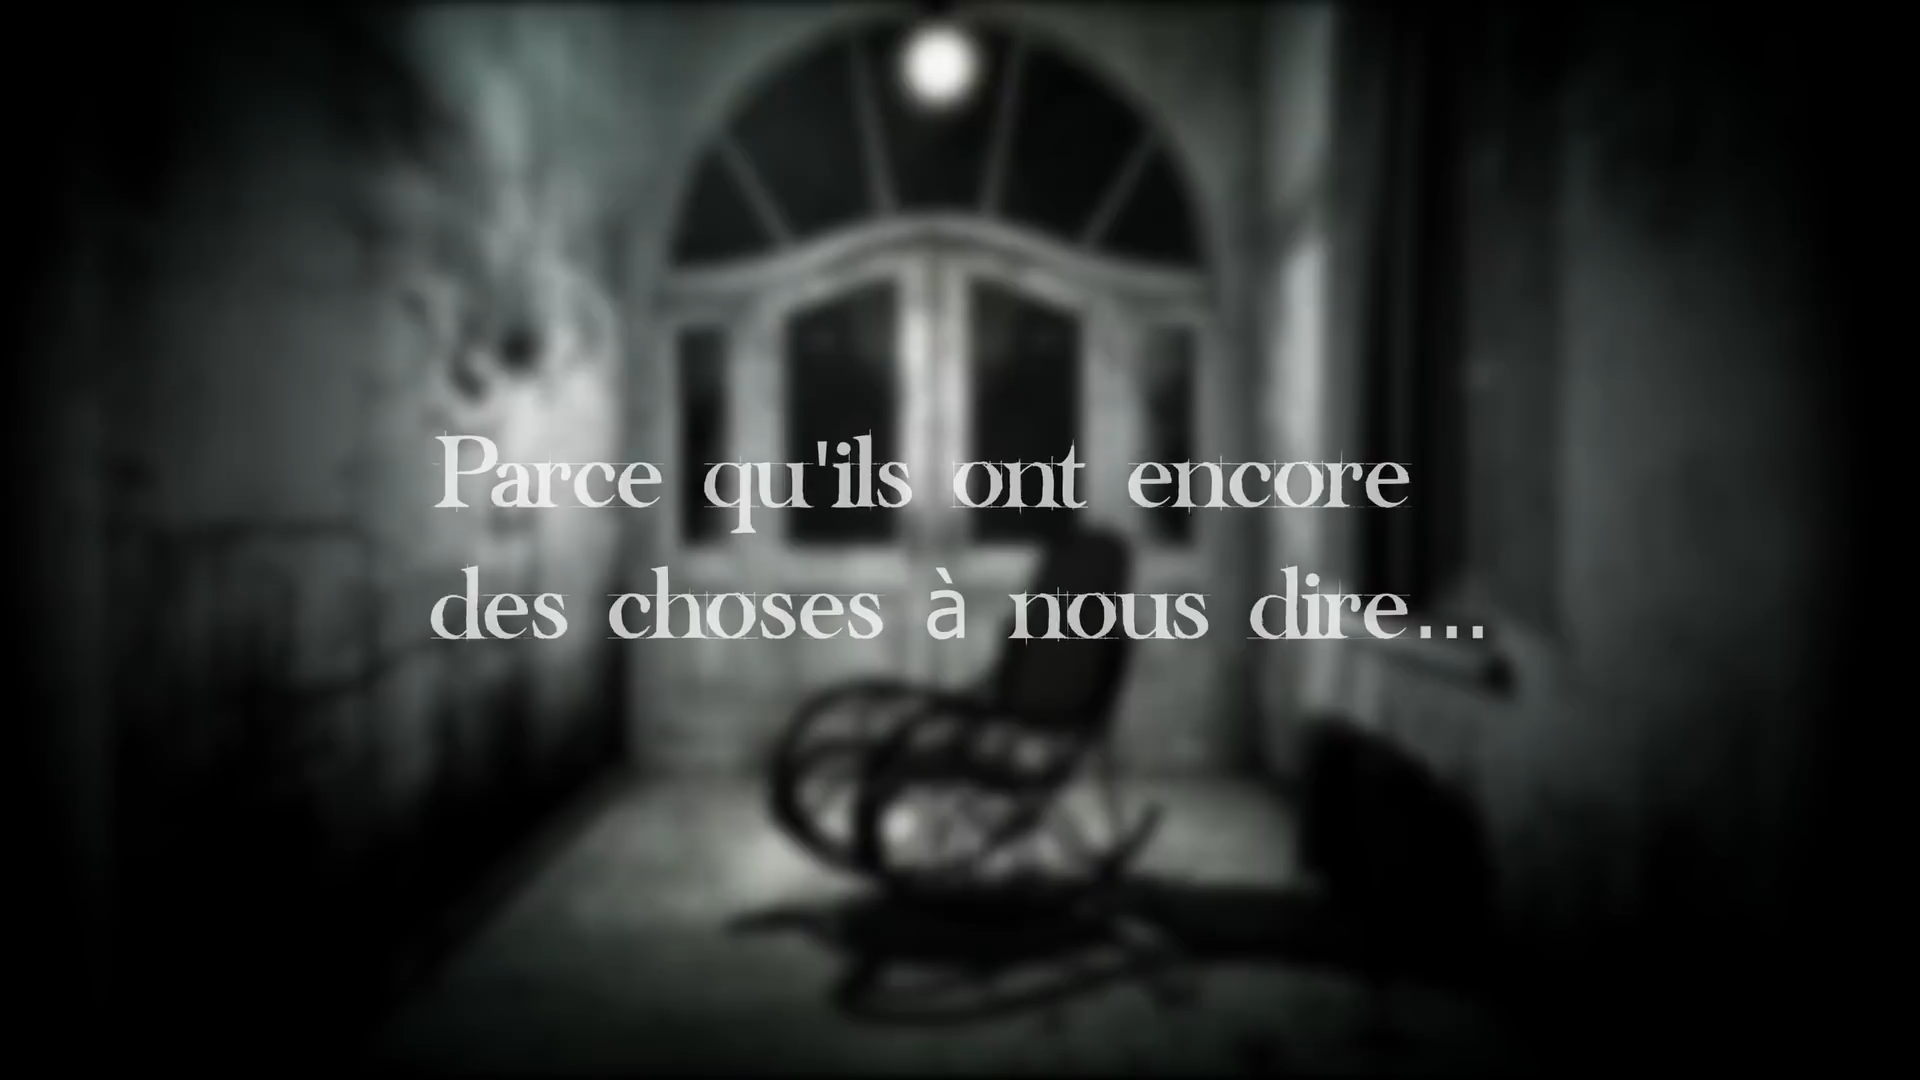 Parce qu'ils ont encore
des choses à nous dire...